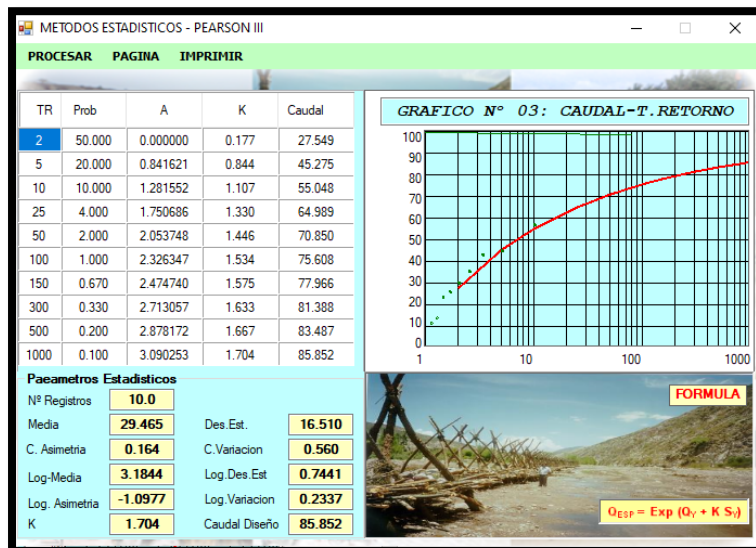 METODOS ESTADISTICOS - PEARSON III
PROCESAR PAGINA IMPRIMIR
TR Prob A K Caudal
2 50.000 0.000000 0.177 27.549
5 20.000 0.841621 0.844 45.275
10 10.000 1.281552 1.107 55.048
25 4.000 1.750686 1.330 64.989
50 2.000 2.053748 1.446 70.850
100 1.000 2.326347 1.534 75.608
150 0.670 2.474740 1.575 77.966
300 0.330 2.713057 1.633 81.388
500 0.200 2.878172 1.667 83.487
1000 0.100 3.090253 1.704 85.852
GRAFICO Nº 03: CAUDAL-T.RETORNO
100
90
80
70
60
50
40
30
20
10
0
1 10 100 1000
Paeametros Estadisticos
Nº Registros 10.0
Media 29.465 Des.Est. 16.510
C. Asimetria 0.164 C.Variacion 0.560
Log-Media 3.1844 Log.Des.Est 0.7441
Log. Asimetria -1.0977 Log.Variacion 0.2337
K 1.704 Caudal Diseño 85.852
FORMULA
QESP = Exp (QY + K SY)